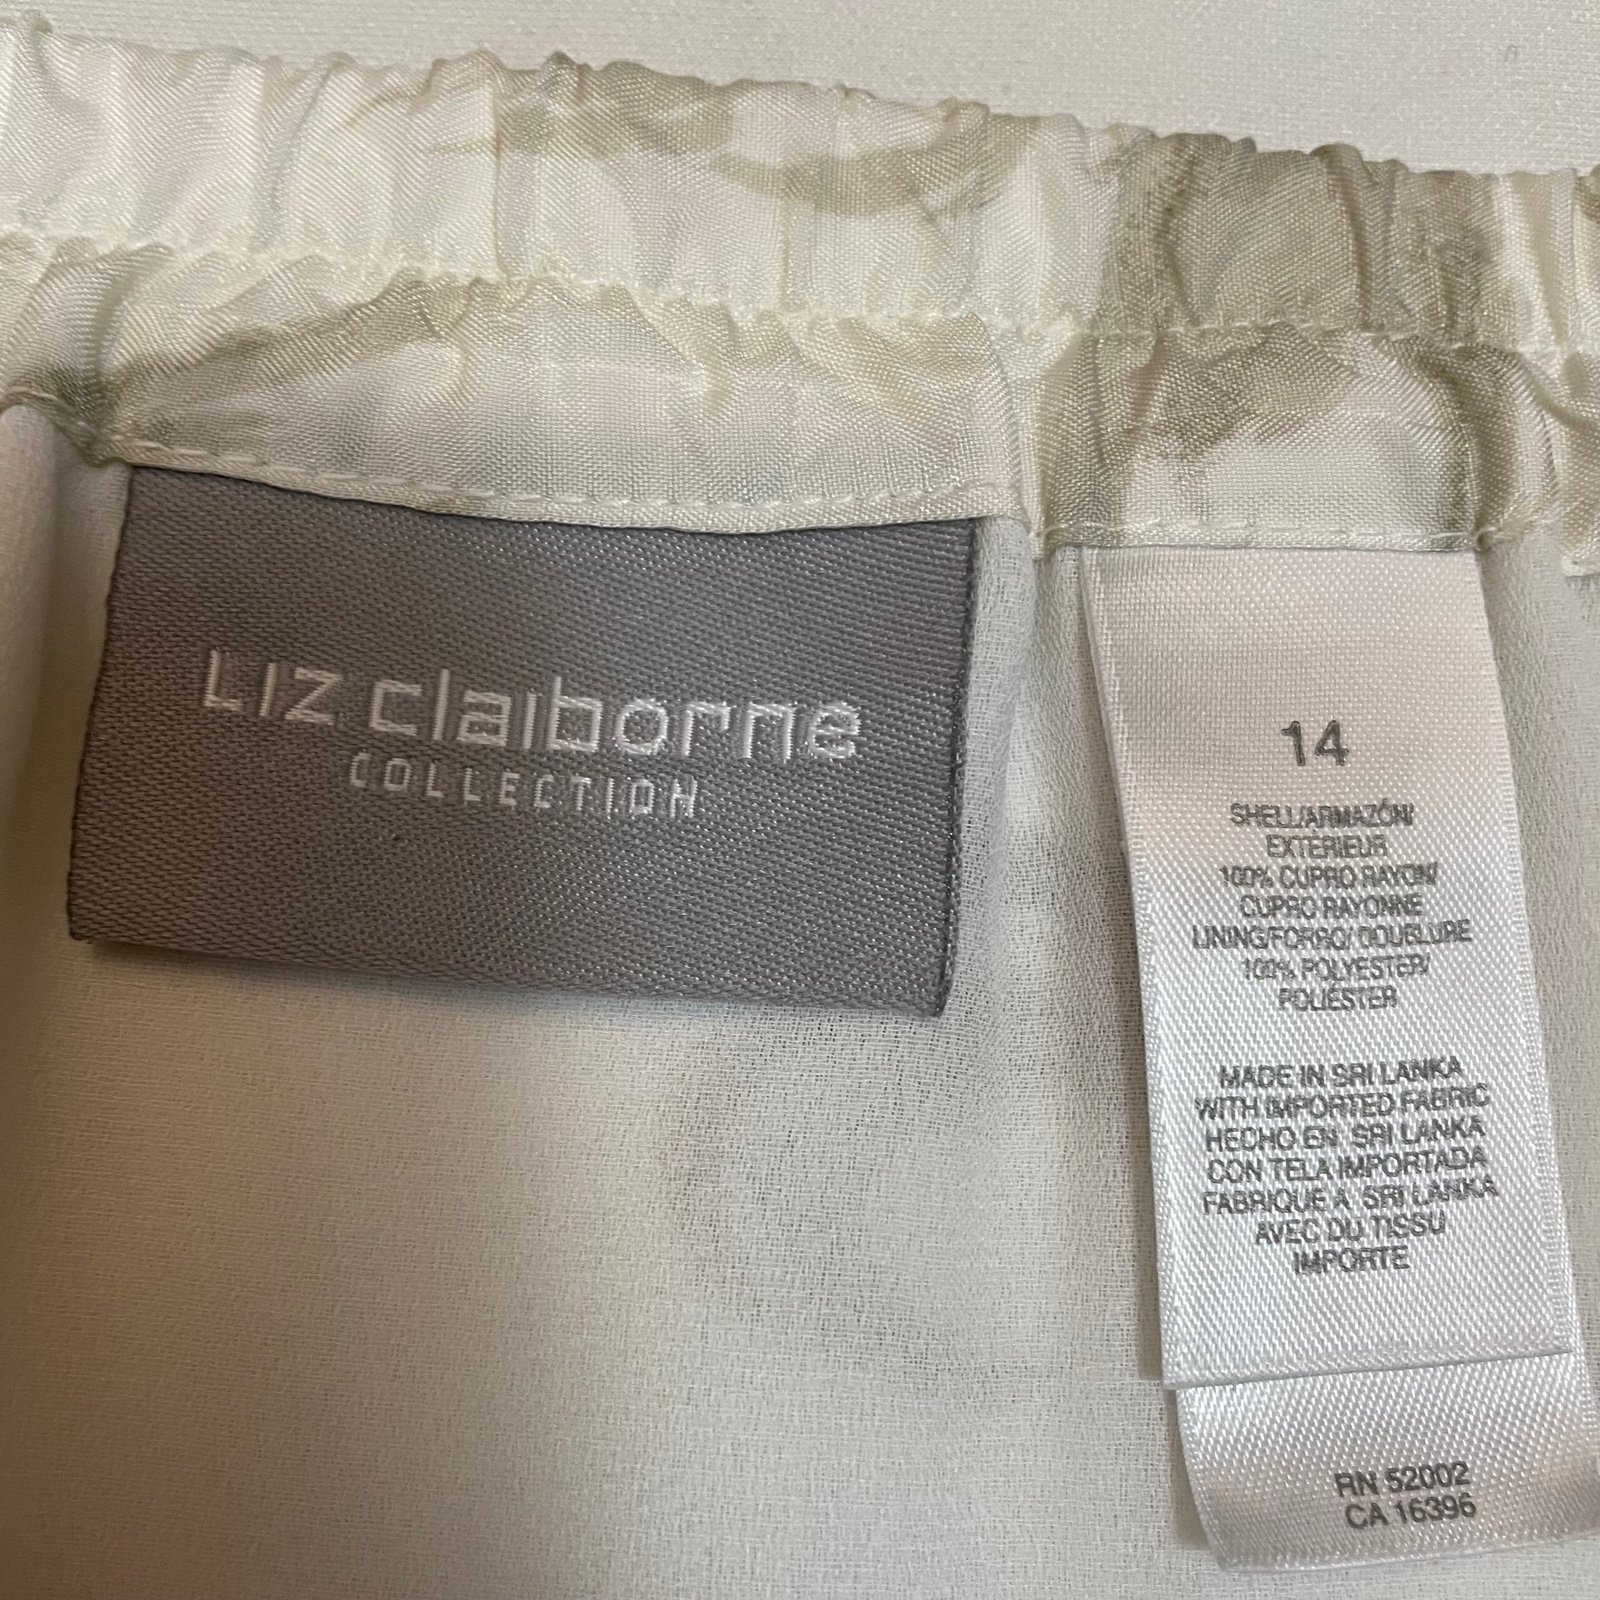 LIZ claiborne
COLLECTION
14
SHELL/ARMAZÓN/
EXTERIEUR
100% CUPRO RAYON/
CUPRO RAYONNE
LINING/FORRO/ DOUBLURE
100% POLYESTER/
POLIÉSTER
MADE IN SRI LANKA
WITH IMPORTED FABRIC
HECHO EN: SRI LANKA
CON TELA IMPORTADA
FABRIQUE A SRI LANKA
AVEC DU TISSU
IMPORTE
RN 52002
CA 16396